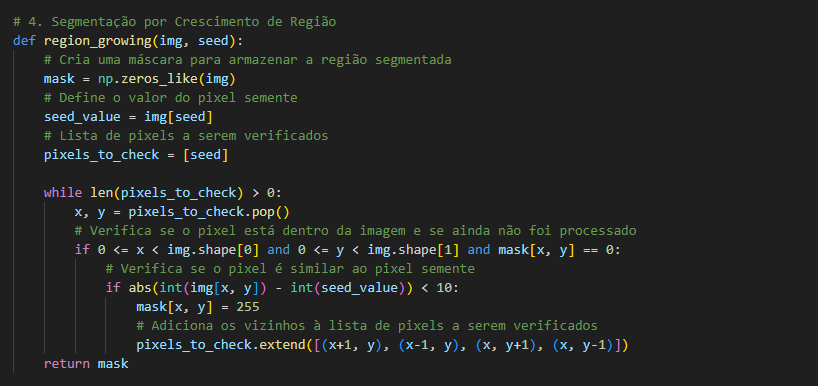 # 4. Segmentação por Crescimento de Região
def region_growing(img, seed):
    # Cria uma máscara para armazenar a região segmentada
    mask = np.zeros_like(img)
    # Define o valor do pixel semente
    seed_value = img[seed]
    # Lista de pixels a serem verificados
    pixels_to_check = [seed]

    while len(pixels_to_check) > 0:
        x, y = pixels_to_check.pop()
        # Verifica se o pixel está dentro da imagem e se ainda não foi processado
        if 0 <= x < img.shape[0] and 0 <= y < img.shape[1] and mask[x, y] == 0:
            # Verifica se o pixel é similar ao pixel semente
            if abs(int(img[x, y]) - int(seed_value)) < 10:
                mask[x, y] = 255
                # Adiciona os vizinhos à lista de pixels a serem verificados
                pixels_to_check.extend([(x+1, y), (x-1, y), (x, y+1), (x, y-1)])
    return mask